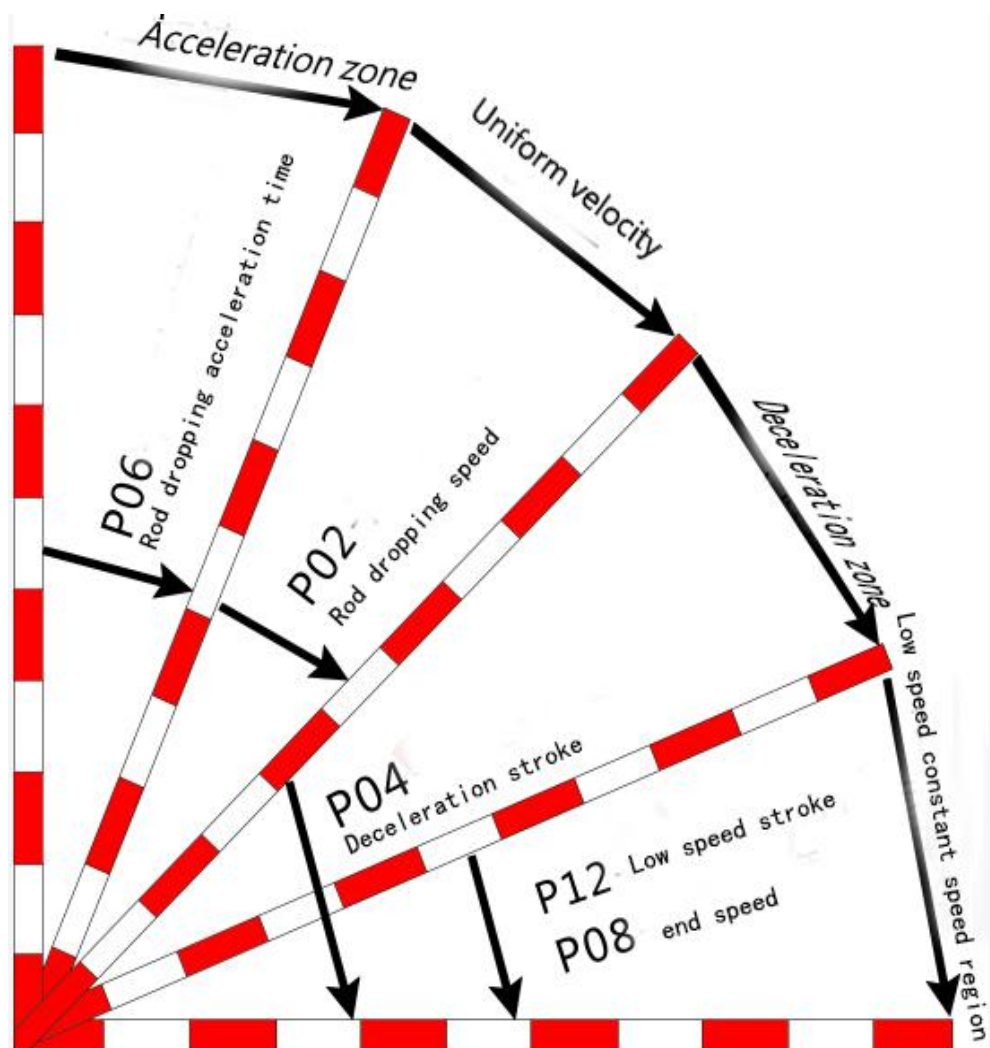 Acceleration zone
Uniform velocity
Deceleration zone
Low speed constant speed region
P06
Rod dropping acceleration time
P02
Rod dropping speed
P04
Deceleration stroke
P12 Low speed stroke
P08 end speed